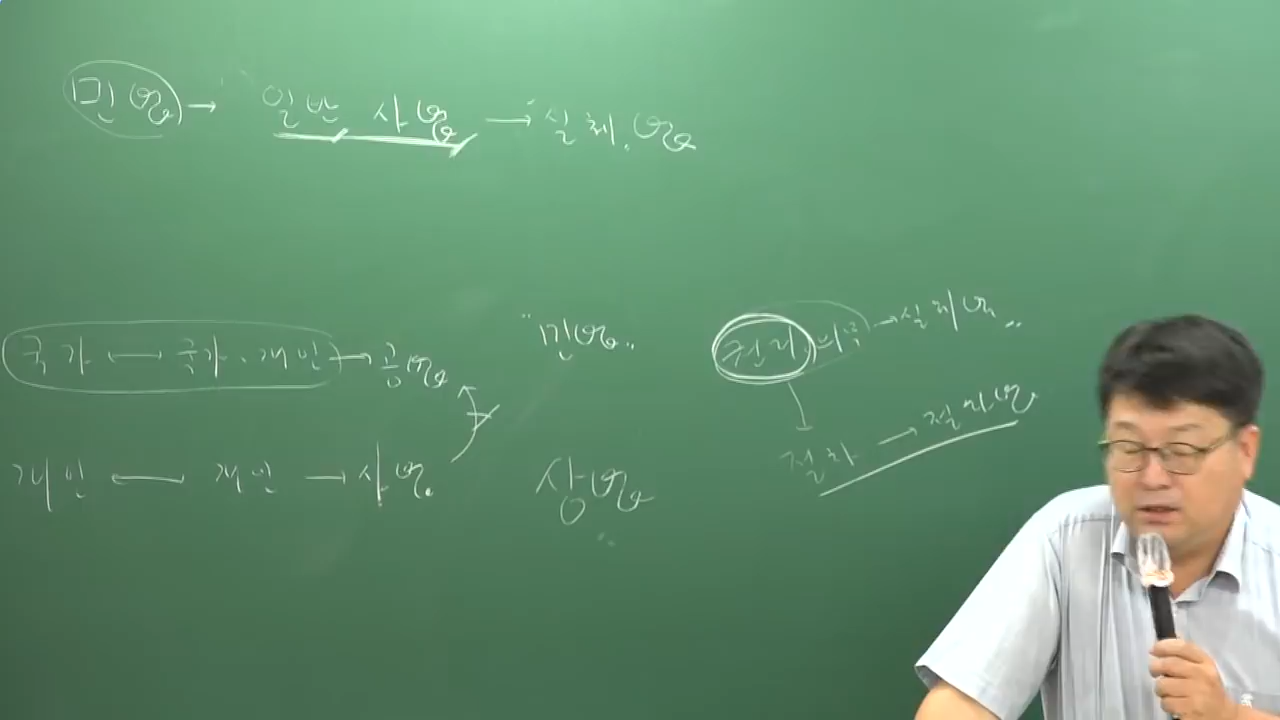 민법 → 일반 사법 → 실체법
국가 ↔ 국가, 개인 → 공법
개인 ↔ 개인 → 사법
"민법"
상법
권리, 의무 → 실체법
절차 → 절차법